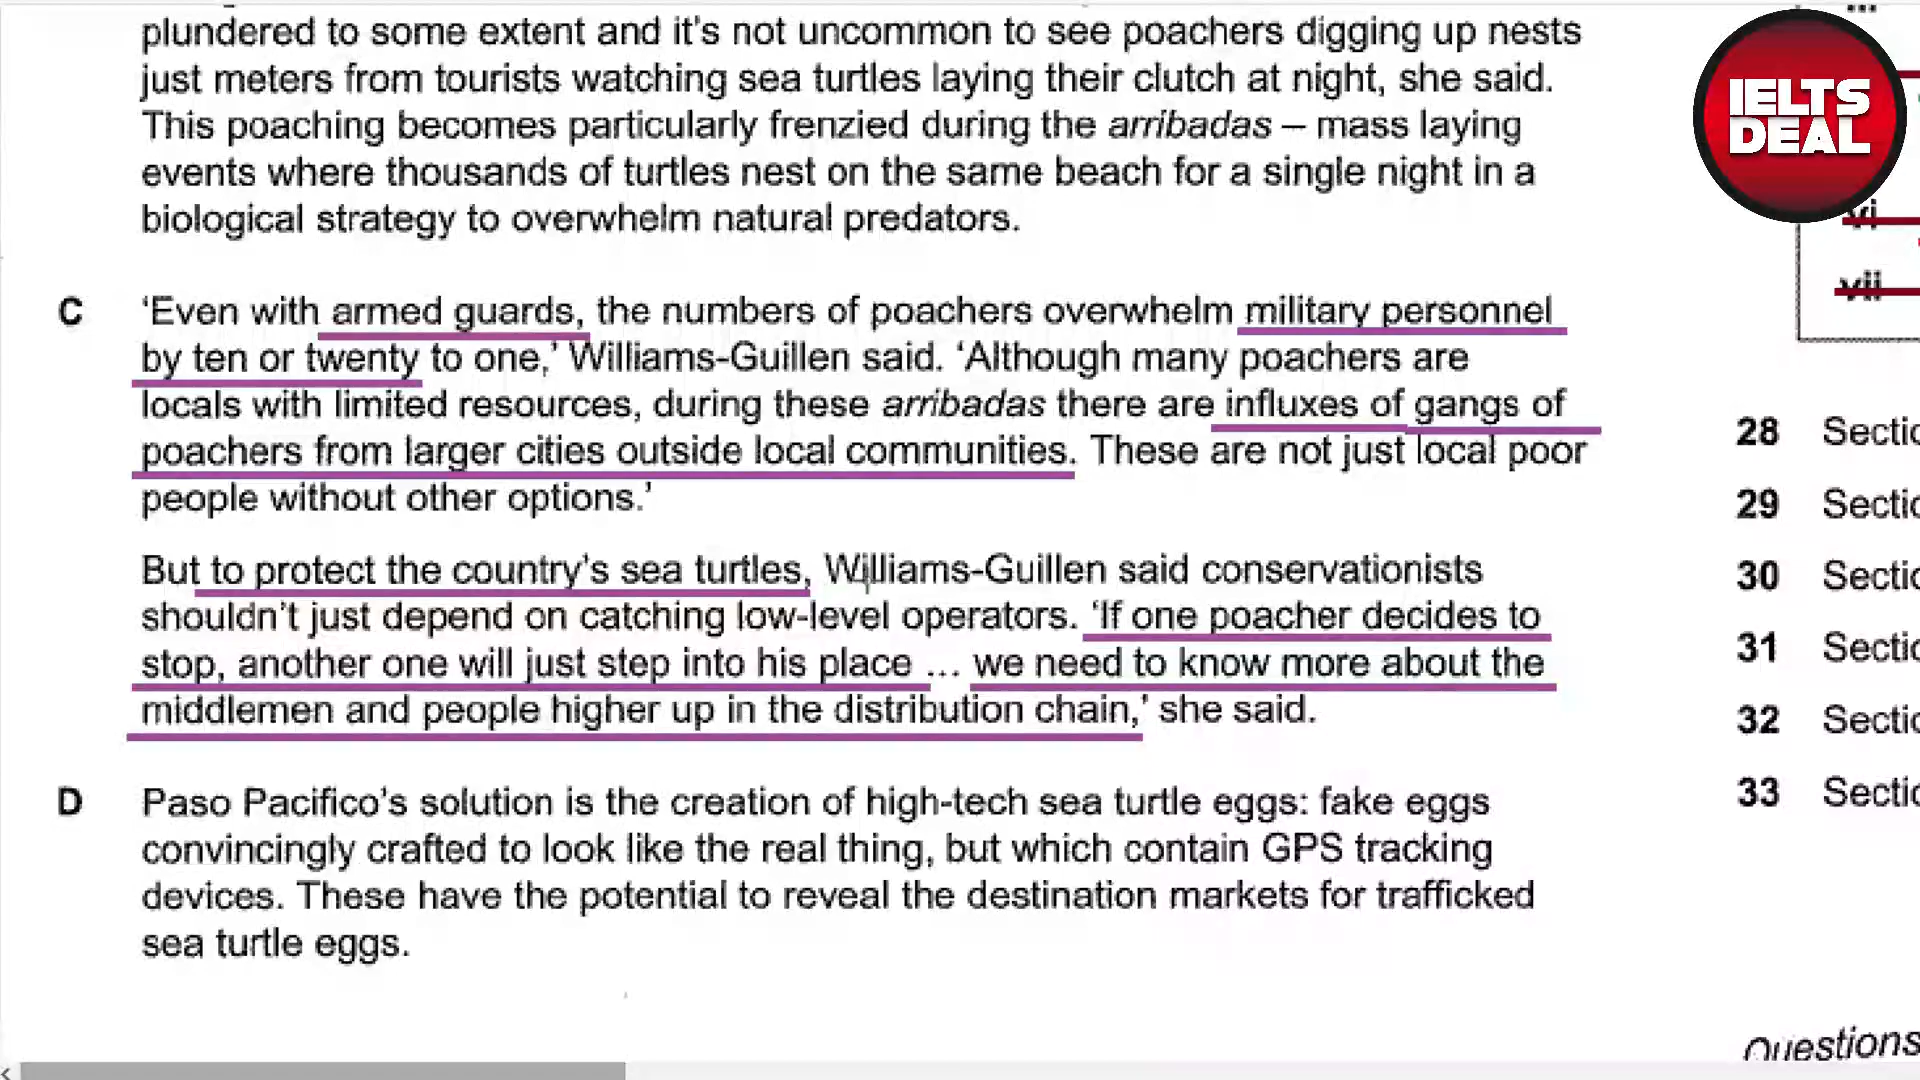 plundered to some extent and it's not uncommon to see poachers digging up nests
just meters from tourists watching sea turtles laying their clutch at night, she said.
This poaching becomes particularly frenzied during the arribadas – mass laying
events where thousands of turtles nest on the same beach for a single night in a
biological strategy to overwhelm natural predators.
C ‘Even with armed guards, the numbers of poachers overwhelm military personnel
by ten or twenty to one,’ Williams-Guillen said. ‘Although many poachers are
locals with limited resources, during these arribadas there are influxes of gangs of
poachers from larger cities outside local communities. These are not just local poor
people without other options.’
But to protect the country’s sea turtles, Williams-Guillen said conservationists
shouldn’t just depend on catching low-level operators. ‘If one poacher decides to
stop, another one will just step into his place ... we need to know more about the
middlemen and people higher up in the distribution chain,’ she said.
D Paso Pacifico’s solution is the creation of high-tech sea turtle eggs: fake eggs
convincingly crafted to look like the real thing, but which contain GPS tracking
devices. These have the potential to reveal the destination markets for trafficked
sea turtle eggs.
IELTS
DEAL
vi
vii
28 Sectio
29 Sectio
30 Sectio
31 Sectio
32 Sectio
33 Sectio
Questions